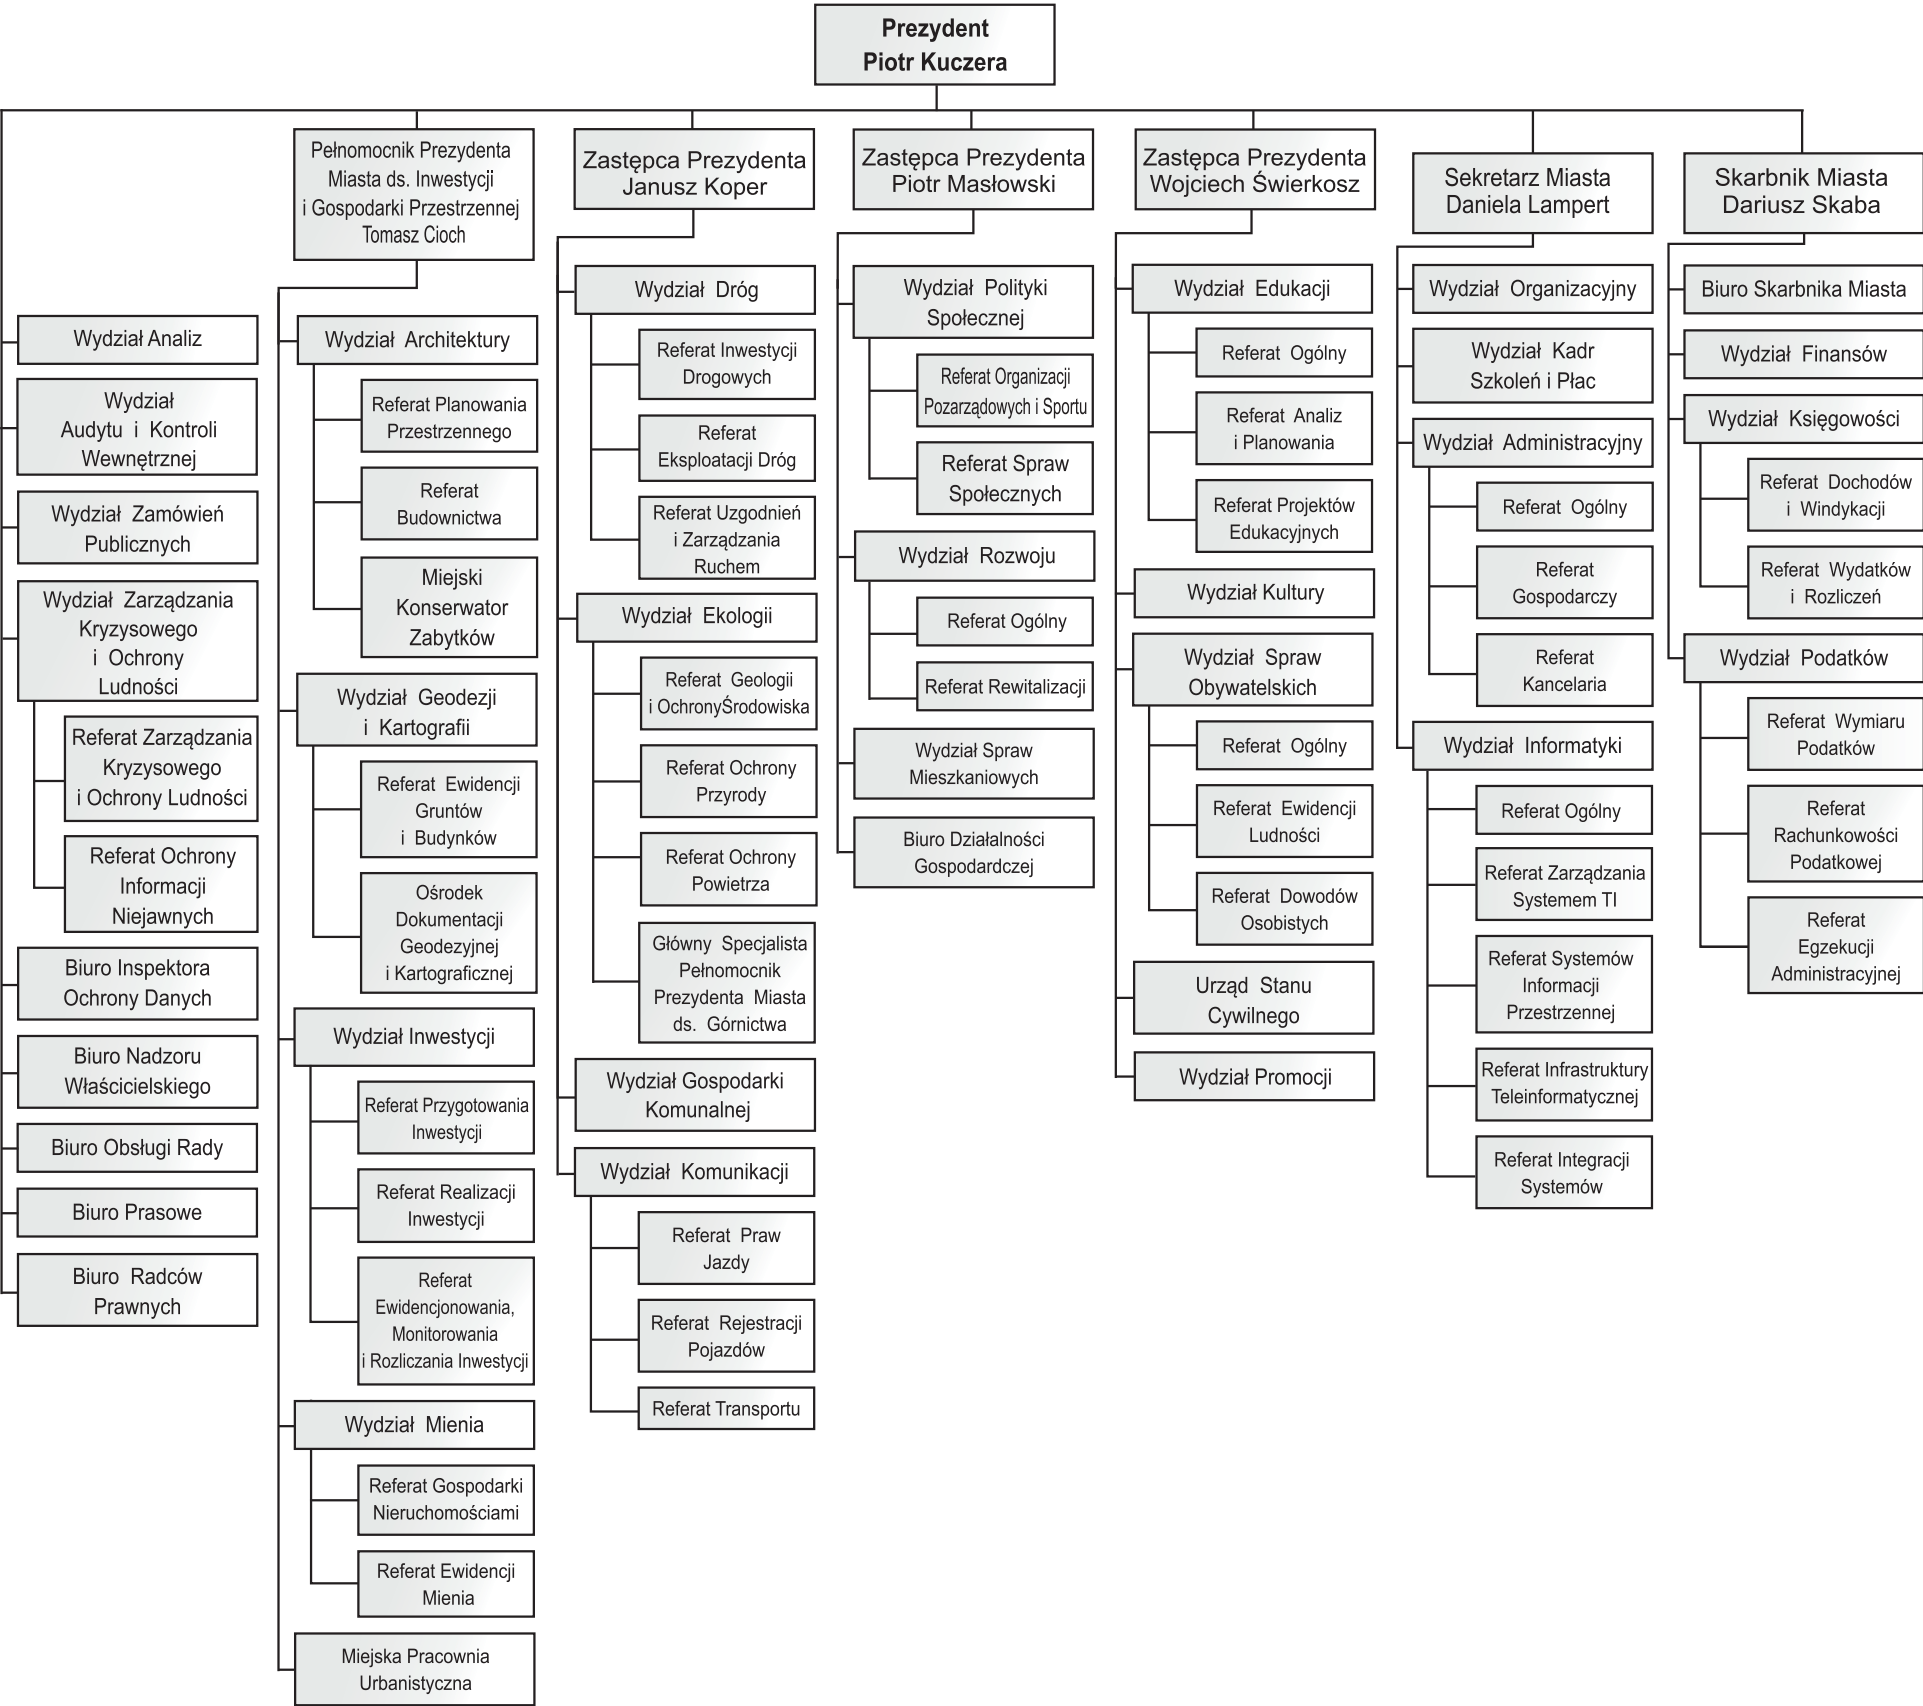 Prezydent
Piotr Kuczera
Wydział Analiz
Wydział
Audytu i Kontroli
Wewnętrznej
Wydział Zamówień
Publicznych
Wydział Zarządzania
Kryzysowego
i Ochrony
Ludności
Referat Zarządzania
Kryzysowego
i Ochrony Ludności
Referat Ochrony
Informacji
Niejawnych
Biuro Inspektora
Ochrony Danych
Biuro Nadzoru
Właścicielskiego
Biuro Obsługi Rady
Biuro Prasowe
Biuro Radców
Prawnych
Pełnomocnik Prezydenta
Miasta ds. Inwestycji
i Gospodarki Przestrzennej
Tomasz Cioch
Wydział Architektury
Referat Planowania
Przestrzennego
Referat
Budownictwa
Miejski
Konserwator
Zabytków
Wydział Geodezji
i Kartografii
Referat Ewidencji
Gruntów
i Budynków
Ośrodek
Dokumentacji
Geodezyjnej
i Kartograficznej
Wydział Inwestycji
Referat Przygotowania
Inwestycji
Referat Realizacji
Inwestycji
Referat
Ewidencjonowania,
Monitorowania
i Rozliczania Inwestycji
Wydział Mienia
Referat Gospodarki
Nieruchomościami
Referat Ewidencji
Mienia
Miejska Pracownia
Urbanistyczna
Zastępca Prezydenta
Janusz Koper
Wydział Dróg
Referat Inwestycji
Drogowych
Referat
Eksploatacji Dróg
Referat Uzgodnień
i Zarządzania
Ruchem
Wydział Ekologii
Referat Geologii
i OchronyŚrodowiska
Referat Ochrony
Przyrody
Referat Ochrony
Powietrza
Główny Specjalista
Pełnomocnik
Prezydenta Miasta
ds. Górnictwa
Wydział Gospodarki
Komunalnej
Wydział Komunikacji
Referat Praw
Jazdy
Referat Rejestracji
Pojazdów
Referat Transportu
Zastępca Prezydenta
Piotr Masłowski
Wydział Polityki
Społecznej
Referat Organizacji
Pozarządowych i Sportu
Referat Spraw
Społecznych
Wydział Rozwoju
Referat Ogólny
Referat Rewitalizacji
Wydział Spraw
Mieszkaniowych
Biuro Działalności
Gospodardczej
Zastępca Prezydenta
Wojciech Świerkosz
Wydział Edukacji
Referat Ogólny
Referat Analiz
i Planowania
Referat Projektów
Edukacyjnych
Wydział Kultury
Wydział Spraw
Obywatelskich
Referat Ogólny
Referat Ewidencji
Ludności
Referat Dowodów
Osobistych
Urząd Stanu
Cywilnego
Wydział Promocji
Sekretarz Miasta
Daniela Lampert
Wydział Organizacyjny
Wydział Kadr
Szkoleń i Płac
Wydział Administracyjny
Referat Ogólny
Referat
Gospodarczy
Referat
Kancelaria
Wydział Informatyki
Referat Ogólny
Referat Zarządzania
Systemem TI
Referat Systemów
Informacji
Przestrzennej
Referat Infrastruktury
Teleinformatycznej
Referat Integracji
Systemów
Skarbnik Miasta
Dariusz Skaba
Biuro Skarbnika Miasta
Wydział Finansów
Wydział Księgowości
Referat Dochodów
i Windykacji
Referat Wydatków
i Rozliczeń
Wydział Podatków
Referat Wymiaru
Podatków
Referat
Rachunkowości
Podatkowej
Referat
Egzekucji
Administracyjnej